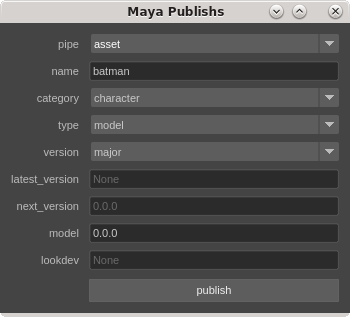 Maya Publishs
pipe asset
name batman
category character
type model
version major
latest_version None
next_version 0.0.0
model 0.0.0
lookdev None
publish